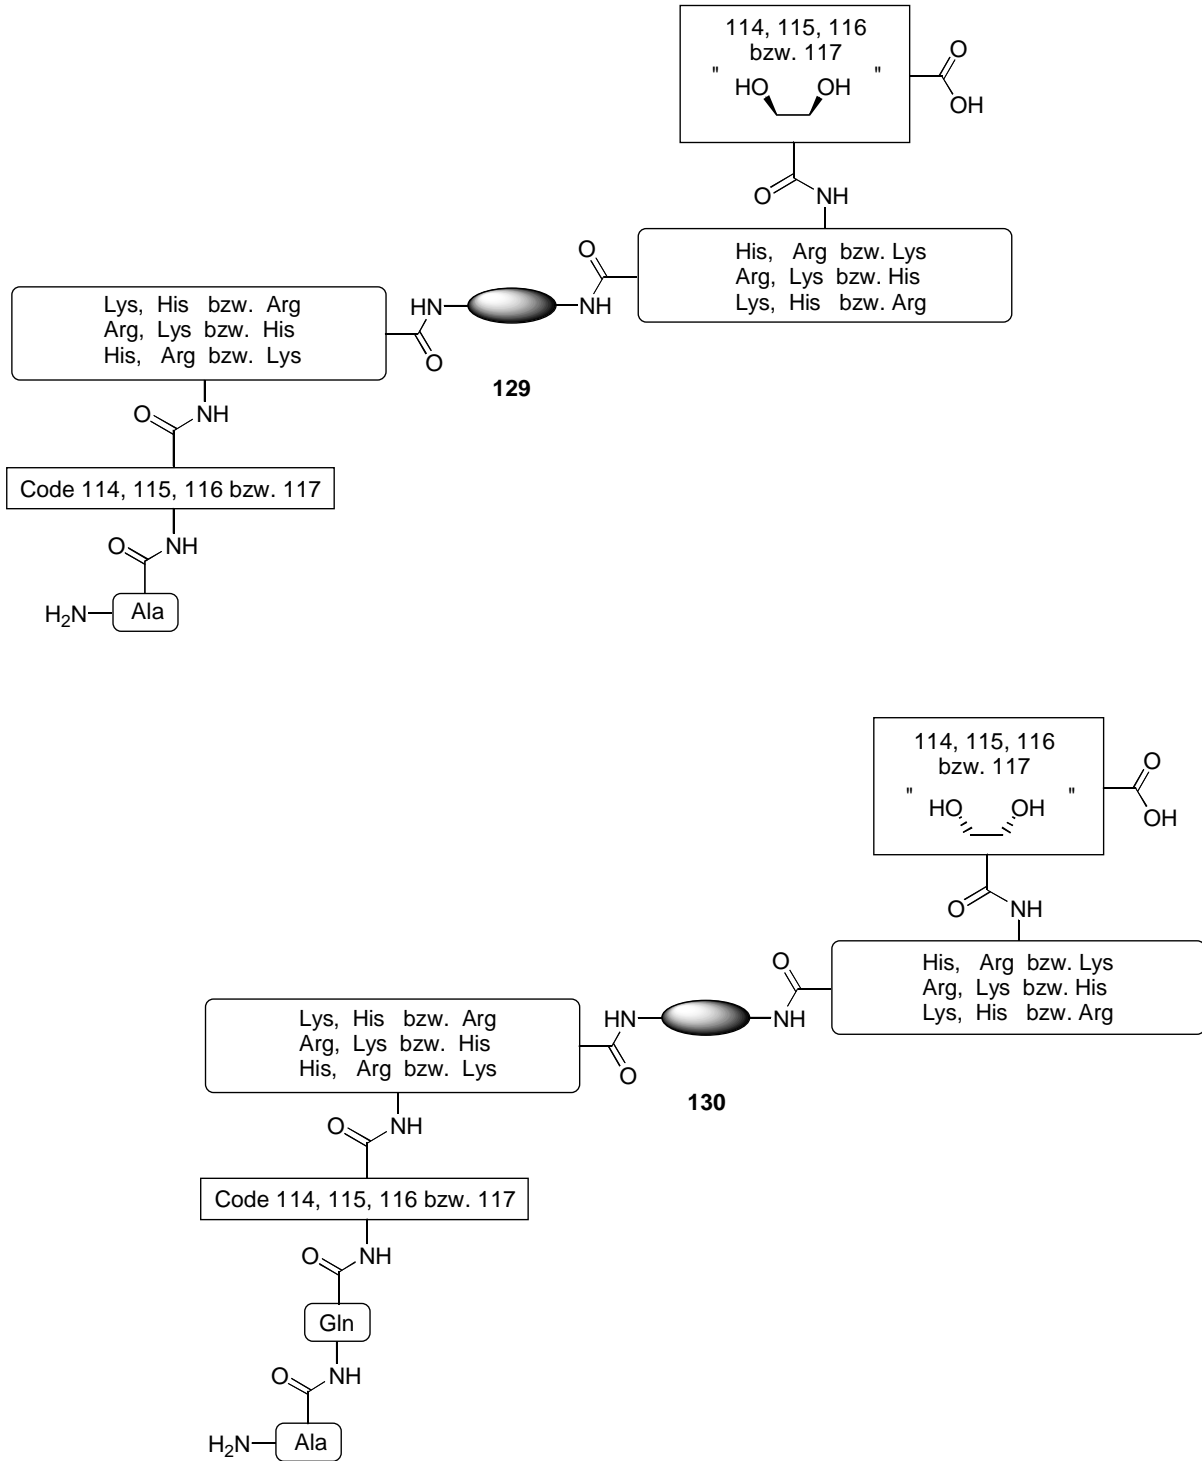 114, 115, 116
bzw. 117
" "
HO OH
O
OH
O
NH
His, Arg bzw. Lys
Arg, Lys bzw. His
Lys, His bzw. Arg
O
NH
HN
O
Lys, His bzw. Arg
Arg, Lys bzw. His
His, Arg bzw. Lys
129
O
NH
Code 114, 115, 116 bzw. 117
O
NH
H2N
Ala
114, 115, 116
bzw. 117
" "
HO OH
O
OH
O
NH
His, Arg bzw. Lys
Arg, Lys bzw. His
Lys, His bzw. Arg
O
NH
HN
O
Lys, His bzw. Arg
Arg, Lys bzw. His
His, Arg bzw. Lys
130
O
NH
Code 114, 115, 116 bzw. 117
O
NH
Gln
O
NH
H2N
Ala